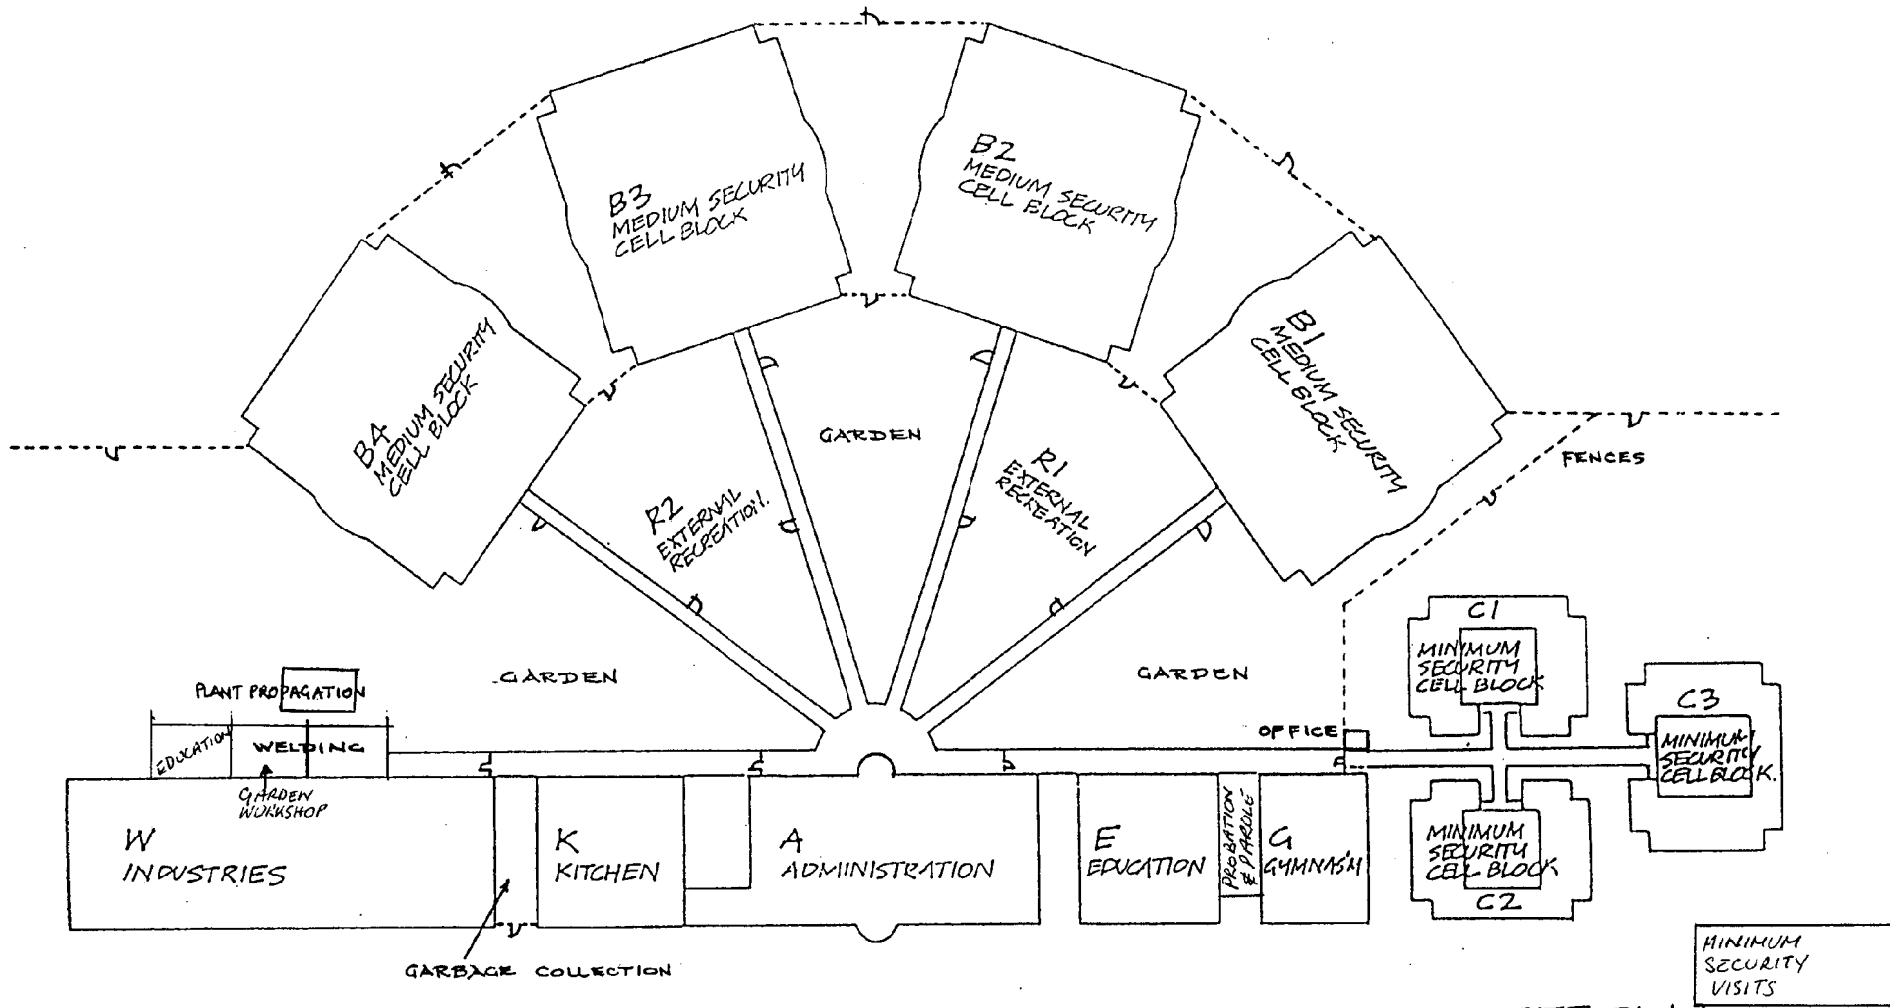 B3
MEDIUM SECURITY
CELL BLOCK
B2
MEDIUM SECURITY
CELL BLOCK
B4
MEDIUM SECURITY
CELL BLOCK
B1
MEDIUM SECURITY
CELL BLOCK
GARDEN
FENCES
R2
EXTERNAL
RECREATION.
R1
EXTERNAL
RECREATION
GARDEN
GARDEN
PLANT PROPAGATION
EDUCATION
WELDING
GARDEN
WORKSHOP
OFFICE
C1
MINIMUM
SECURITY
CELL BLOCK
C3
MINIMUM
SECURITY
CELL BLOCK.
MINIMUM
SECURITY
CELL BLOCK
C2
W
INDUSTRIES
K
KITCHEN
A
ADMINISTRATION
E
EDUCATION
PROBATION
& PAROLE
G
GYMNAS'M
GARBAGE COLLECTION
MINIMUM
SECURITY
VISITS